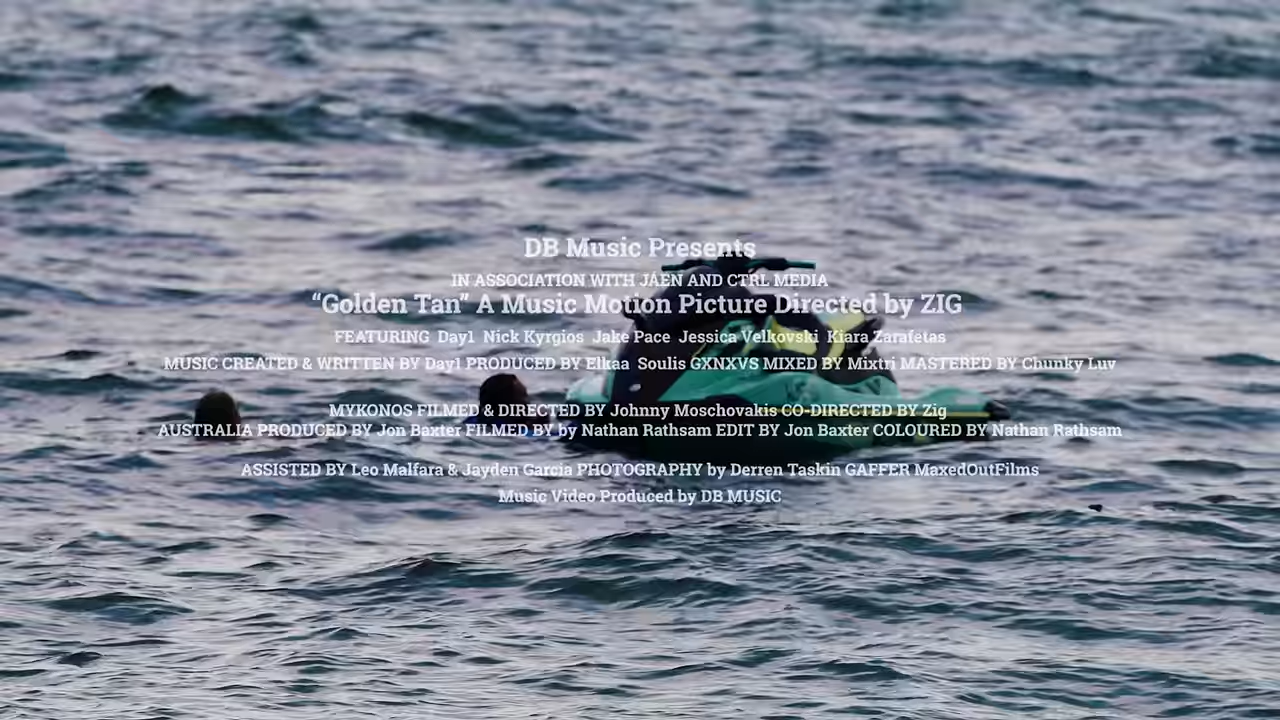 DB Music Presents
IN ASSOCIATION WITH JÁEN AND CTRL MEDIA
“Golden Tan” A Music Motion Picture Directed by ZIG
FEATURING Day1 Nick Kyrgios Jake Pace Jessica Velkovski Kiara Zarafetas
MUSIC CREATED & WRITTEN BY Day1 PRODUCED BY Elkaa Soulis GXNXVS MIXED BY Mixtri MASTERED BY Chunky Luv
MYKONOS FILMED & DIRECTED BY Johnny Moschovakis CO-DIRECTED BY Zig
AUSTRALIA PRODUCED BY Jon Baxter FILMED BY by Nathan Rathsam EDIT BY Jon Baxter COLOURED BY Nathan Rathsam
ASSISTED BY Leo Malfara & Jayden Garcia PHOTOGRAPHY by Derren Taskin GAFFER MaxedOutFilms
Music Video Produced by DB MUSIC